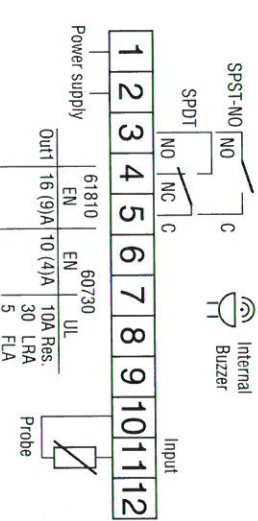 SPST-NO
NO
C
SPDT
NO
NC
C
Internal
Buzzer
1 2 3 4 5 6 7 8 9 10 11 12
Power supply
Input
Probe
61810 60730 UL
EN EN
Out1 16 (9)A 10 (4)A 10A Res.
30 LRA
5 FLA